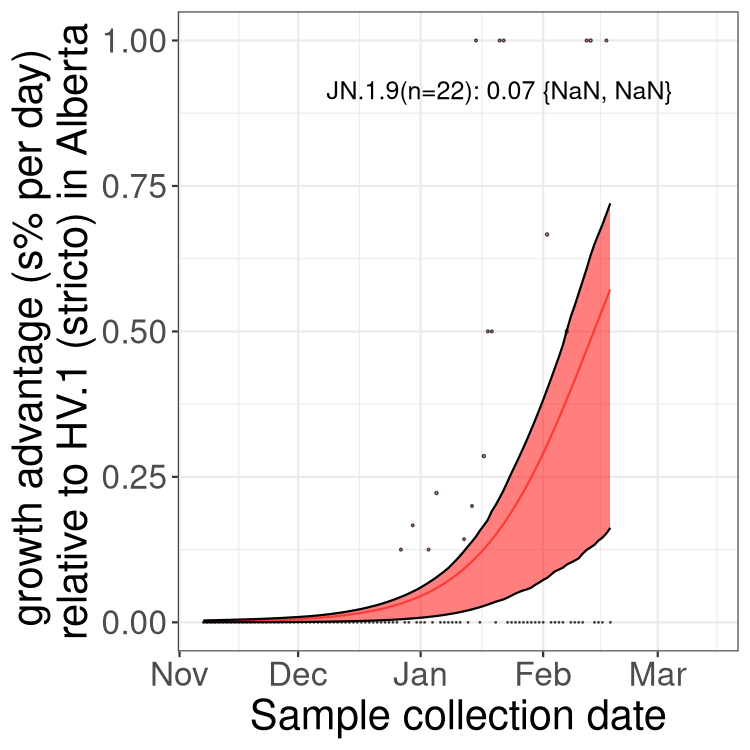 growth advantage (s% per day)
relative to HV.1 (stricto) in Alberta
1.00
0.75
0.50
0.25
0.00
JN.1.9(n=22): 0.07 {NaN, NaN}
Nov Dec Jan Feb Mar
Sample collection date